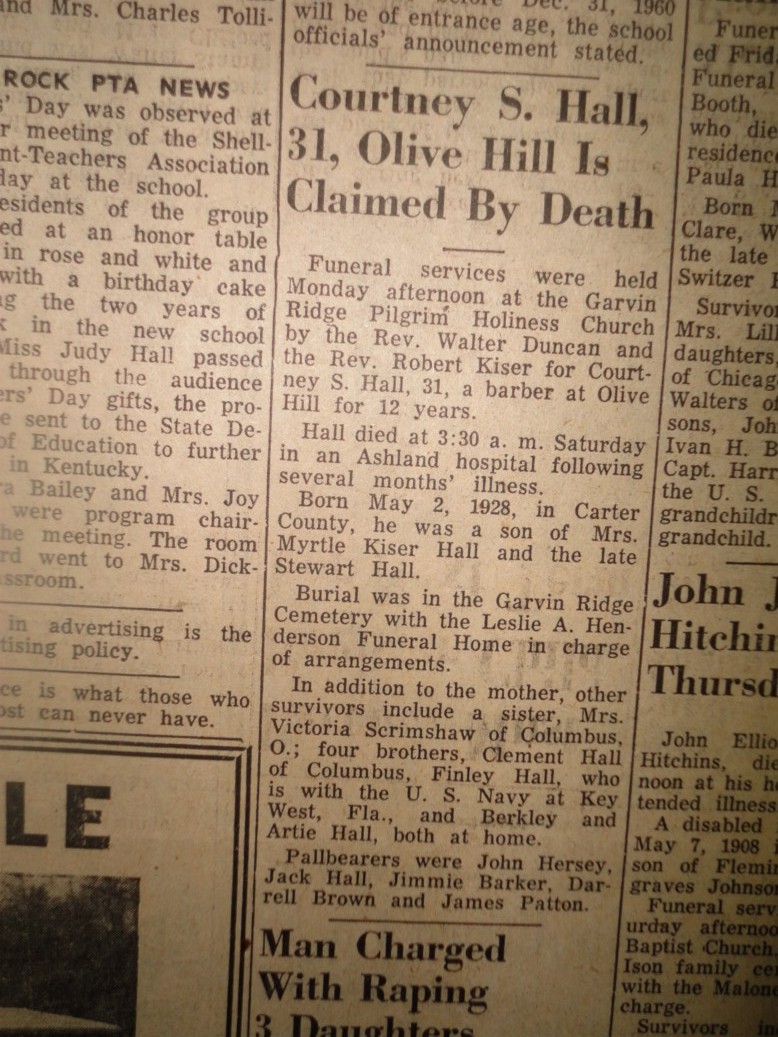 and Mrs. Charles Tolli-
ROCK PTA NEWS
s' Day was observed at
r meeting of the Shell-
nt-Teachers Association
day at the school.
esidents of the group
ed at an honor table
in rose and white and
with a birthday cake
ng the two years of
k in the new school
Miss Judy Hall passed
through the audience
ers' Day gifts, the pro-
e sent to the State De-
of Education to further
in Kentucky.
ra Bailey and Mrs. Joy
were program chair-
he meeting. The room
rd went to Mrs. Dick-
ssroom.
in advertising is the
tising policy.
ce is what those who
ost can never have.
LE
before Dec. 31, 1960
will be of entrance age, the school
officials' announcement stated.
Courtney S. Hall,
31, Olive Hill Is
Claimed By Death
Funeral services were held
Monday afternoon at the Garvin
Ridge Pilgrim Holiness Church
by the Rev. Walter Duncan and
the Rev. Robert Kiser for Court-
ney S. Hall, 31, a barber at Olive
Hill for 12 years.
Hall died at 3:30 a. m. Saturday
in an Ashland hospital following
several months' illness.
Born May 2, 1928, in Carter
County, he was a son of Mrs.
Myrtle Kiser Hall and the late
Stewart Hall.
Burial was in the Garvin Ridge
Cemetery with the Leslie A. Hen-
derson Funeral Home in charge
of arrangements.
In addition to the mother, other
survivors include a sister, Mrs.
Victoria Scrimshaw of Columbus,
O.; four brothers, Clement Hall
of Columbus, Finley Hall, who
is with the U. S. Navy at Key
West, Fla., and Berkley and
Artie Hall, both at home.
Pallbearers were John Hersey,
Jack Hall, Jimmie Barker, Dar-
rell Brown and James Patton.
Man Charged
With Raping
3 Daughters
Funer
ed Frid
Funeral
Booth,
who die
residence
Paula H
Born M
Clare, W
the late
Switzer
Survivo
Mrs. Lill
daughters,
of Chicag
Walters of
sons, Joh
Ivan H. B
Capt. Harr
the U. S.
grandchildr
grandchild.
John J
Hitchin
Thursd
John Ellio
Hitchins, die
noon at his h
tended illness
A disabled
May 7, 1908 i
son of Flemin
graves Johnso
Funeral serv
urday afternoo
Baptist Church.
Ison family ce
with the Malon
charge.
Survivors in